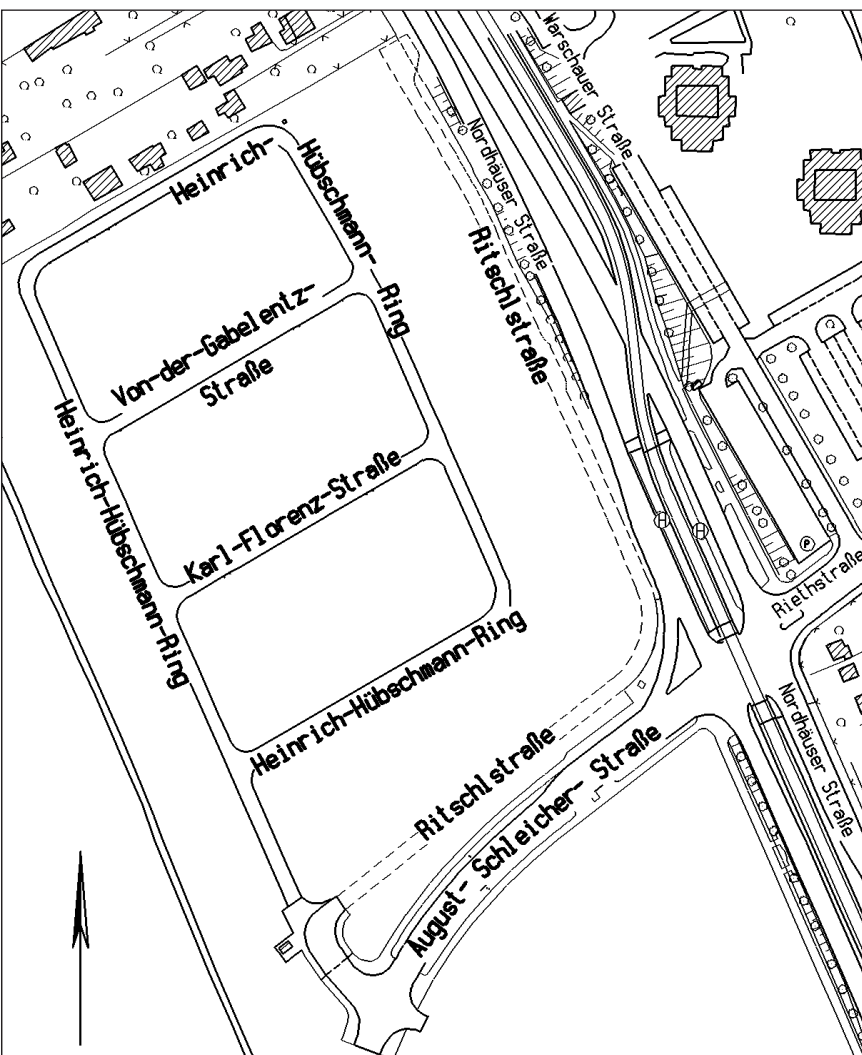 Warschauer Straße
Nordhäuser Straße
Heinrich-
Hübschmann-
Ring
Ritschlstraße
Von-der-Gabelentz-
Straße
Heinrich-Hübschmann-Ring
Karl-Florenz-Straße
H
H
P
Riethstraße
Heinrich-Hübschmann-Ring
Nordhäuser Straße
Ritschlstraße
August-Schleicher-Straße